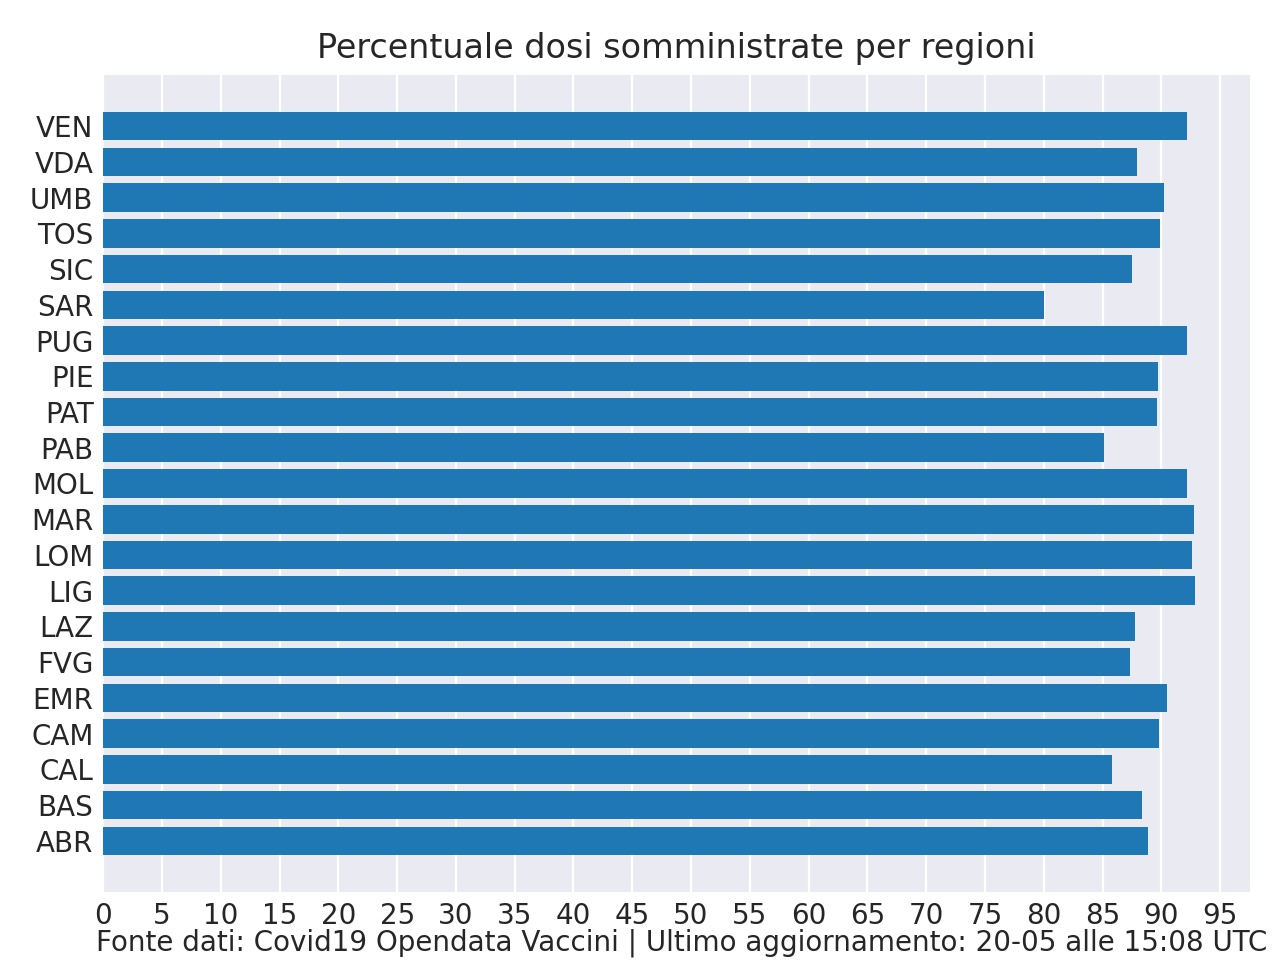 Percentuale dosi somministrate per regioni
VEN
VDA
UMB
TOS
SIC
SAR
PUG
PIE
PAT
PAB
MOL
MAR
LOM
LIG
LAZ
FVG
EMR
CAM
CAL
BAS
ABR
0 5 10 15 20 25 30 35 40 45 50 55 60 65 70 75 80 85 90 95
Fonte dati: Covid19 Opendata Vaccini | Ultimo aggiornamento: 20-05 alle 15:08 UTC